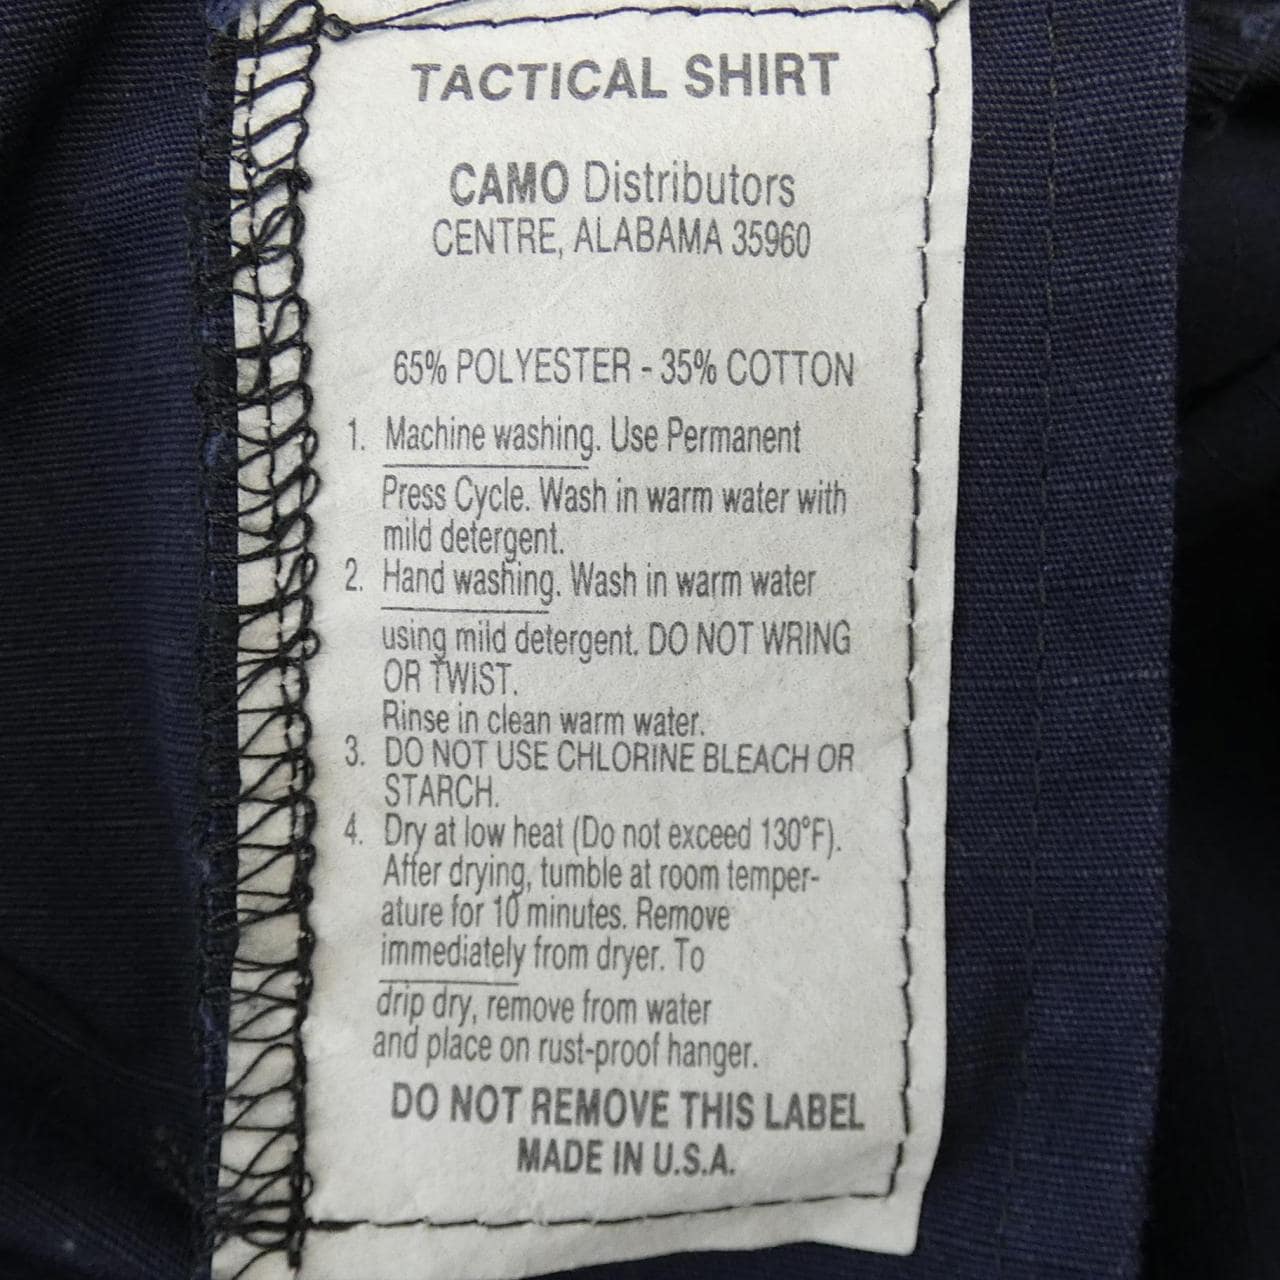 TACTICAL SHIRT
CAMO Distributors
CENTRE, ALABAMA 35960
65% POLYESTER - 35% COTTON
1. Machine washing. Use Permanent
Press Cycle. Wash in warm water with
mild detergent.
2. Hand washing. Wash in warm water
using mild detergent. DO NOT WRING
OR TWIST.
Rinse in clean warm water.
3. DO NOT USE CHLORINE BLEACH OR
STARCH.
4. Dry at low heat (Do not exceed 130°F).
After drying, tumble at room temper-
ature for 10 minutes. Remove
immediately from dryer. To
drip dry, remove from water
and place on rust-proof hanger.
DO NOT REMOVE THIS LABEL
MADE IN U.S.A.